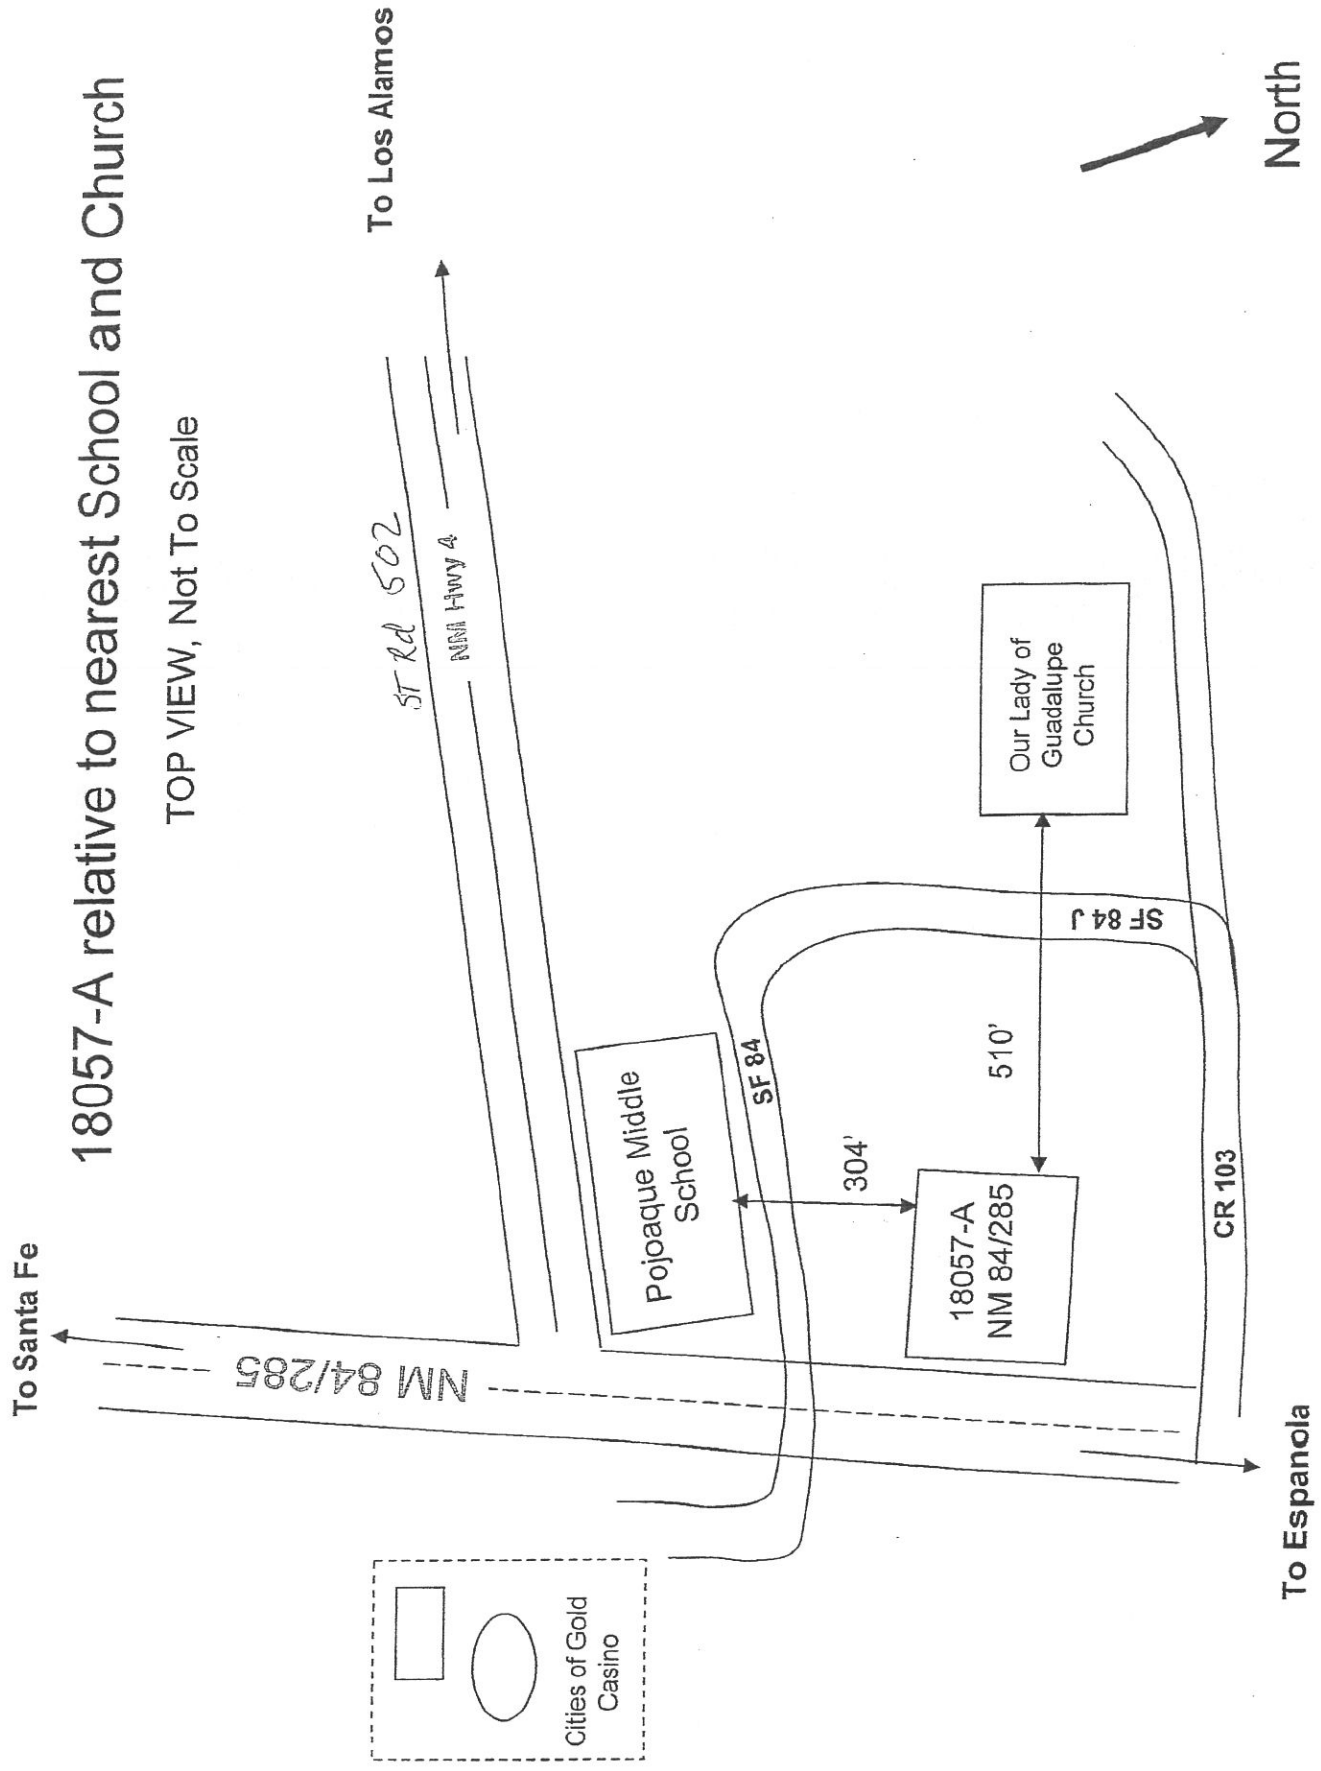 18057-A relative to nearest School and Church
TOP VIEW, Not To Scale
To Santa Fe
To Los Alamos
ST Rd 502
NM Hwy 4
NM 84/285
Pojoaque Middle
School
SF 84
304'
18057-A
NM 84/285
510'
Our Lady of
Guadalupe
Church
SF 84 J
CR 103
Cities of Gold
Casino
To Espanola
North